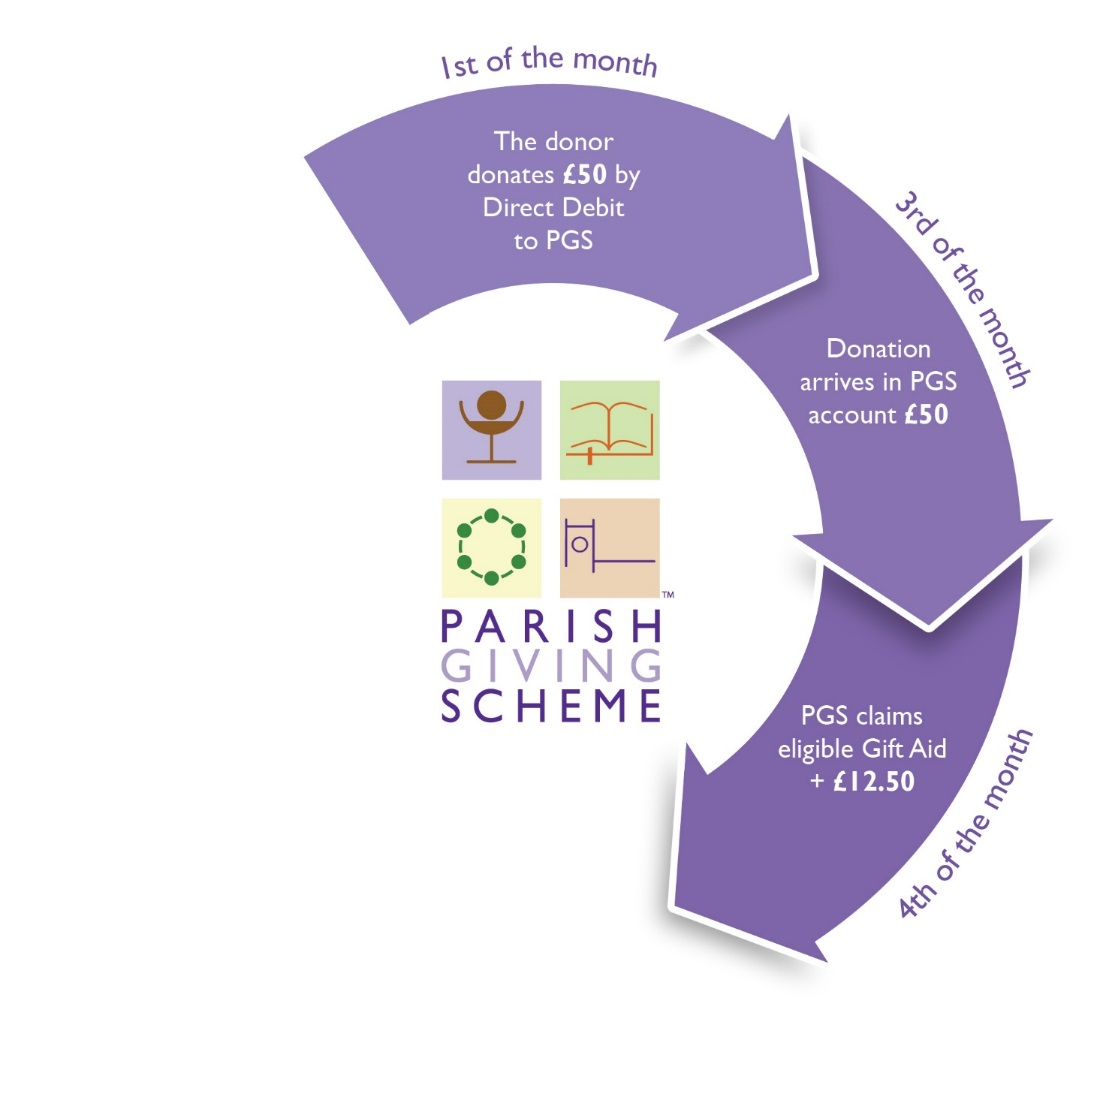 1st of the month
The donor
donates £50 by
Direct Debit
to PGS
3rd of the month
Donation
arrives in PGS
account £50
PGS claims
eligible Gift Aid
+ £12.50
4th of the month
™
PARISH
GIVING
SCHEME